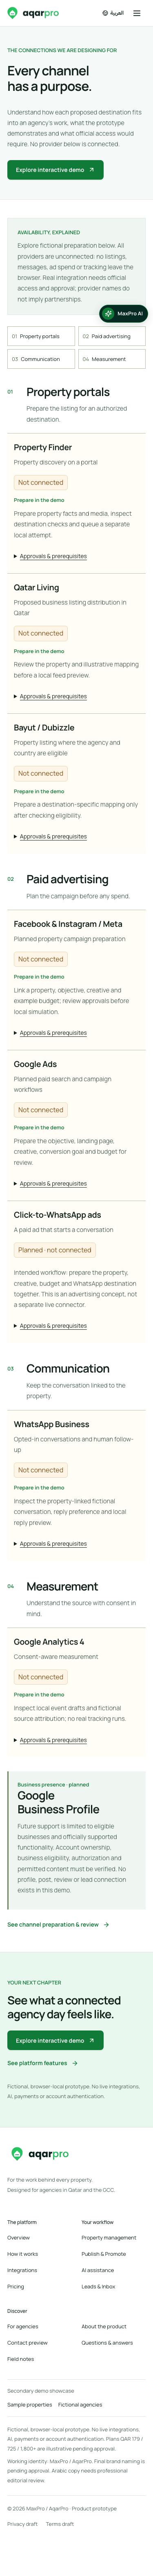 aqarpro
العربية
THE CONNECTIONS WE ARE DESIGNING FOR
Every channel
has a purpose.
Understand how each proposed destination fits
into an agency's work, what the prototype
demonstrates and what official access would
require. No provider below is connected.
Explore interactive demo
AVAILABILITY, EXPLAINED
Explore fictional preparation below. All
providers are unconnected: no listings,
messages, ad spend or tracking leave the
browser. Real integration needs official
access and operation; provider names do
not imply partnerships.
MaxPro AI
01 Property portals
02 Paid advertising
03 Communication
04 Measurement
01
Property portals
Prepare the listing for an authorized
destination.
Property Finder
Property discovery on a portal
Not connected
Prepare in the demo
Prepare property facts and media, inspect
destination checks and queue a separate
local attempt.
Approvals & prerequisites
Qatar Living
Proposed business listing distribution in
Qatar
Not connected
Prepare in the demo
Review the property and illustrative mapping
before a local feed preview.
Approvals & prerequisites
Bayut / Dubizzle
Property listing where the agency and
country are eligible
Not connected
Prepare in the demo
Prepare a destination-specific mapping only
after checking eligibility.
Approvals & prerequisites
02
Paid advertising
Plan the campaign before any spend.
Facebook & Instagram / Meta
Planned property campaign preparation
Not connected
Prepare in the demo
Link a property, objective, creative and
example budget; review approvals before
local simulation.
Approvals & prerequisites
Google Ads
Planned paid search and campaign
workflows
Not connected
Prepare in the demo
Prepare the objective, landing page,
creative, conversion goal and budget for
review.
Approvals & prerequisites
Click-to-WhatsApp ads
A paid ad that starts a conversation
Planned · not connected
Intended workflow: prepare the property,
creative, budget and WhatsApp destination
together. This is an advertising concept, not
a separate live connector.
Approvals & prerequisites
03
Communication
Keep the conversation linked to the
property.
WhatsApp Business
Opted-in conversations and human follow-
up
Not connected
Prepare in the demo
Inspect the property-linked fictional
conversation, reply preference and local
reply preview.
Approvals & prerequisites
04
Measurement
Understand the source with consent in
mind.
Google Analytics 4
Consent-aware measurement
Not connected
Prepare in the demo
Inspect local event drafts and fictional
source attribution; no real tracking runs.
Approvals & prerequisites
Business presence · planned
Google
Business Profile
Future support is limited to eligible
businesses and officially supported
functionality. Account ownership,
business eligibility, authorization and
permitted content must be verified. No
profile, post, review or lead connection
exists in this demo.
See channel preparation & review
YOUR NEXT CHAPTER
See what a connected
agency day feels like.
Explore interactive demo
See platform features
Fictional, browser-local prototype. No live integrations,
AI, payments or account authentication.
aqarpro
For the work behind every property.
Designed for agencies in Qatar and the GCC.
The platform
Overview
How it works
Integrations
Pricing
Your workflow
Property management
Publish & Promote
AI assistance
Leads & Inbox
Discover
For agencies
Contact preview
Field notes
About the product
Questions & answers
Secondary demo showcase
Sample properties
Fictional agencies
Fictional, browser-local prototype. No live integrations,
AI, payments or account authentication. Plans QAR 179 /
725 / 1,800+ are illustrative pending approval.
Working identity: MaxPro / AqarPro. Final brand naming is
pending approval; Arabic copy needs professional
editorial review.
© 2026 MaxPro / AqarPro · Product prototype
Privacy draft
Terms draft